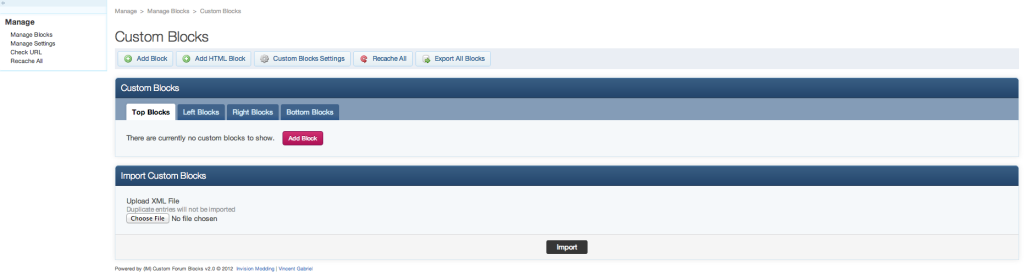 Manage > Manage Blocks > Custom Blocks
Manage
Manage Blocks
Manage Settings
Check URL
Recache All
Custom Blocks
Add Block Add HTML Block Custom Blocks Settings Recache All Export All Blocks
Custom Blocks
Top Blocks Left Blocks Right Blocks Bottom Blocks
There are currently no custom blocks to show. Add Block
Import Custom Blocks
Upload XML File
Duplicate entries will not be imported
Choose File No file chosen
Import
Powered by (IM) Custom Forum Blocks v2.0 © 2012 Invision Modding | Vincent Gabriel